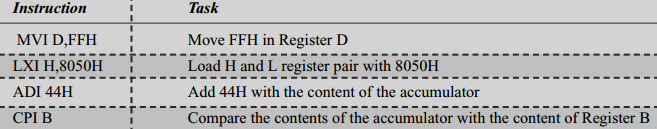 Instruction Task
MVI D,FFH Move FFH in Register D
LXI H,8050H Load H and L register pair with 8050H
ADI 44H Add 44H with the content of the accumulator
CPI B Compare the contents of the accumulator with the content of Register B